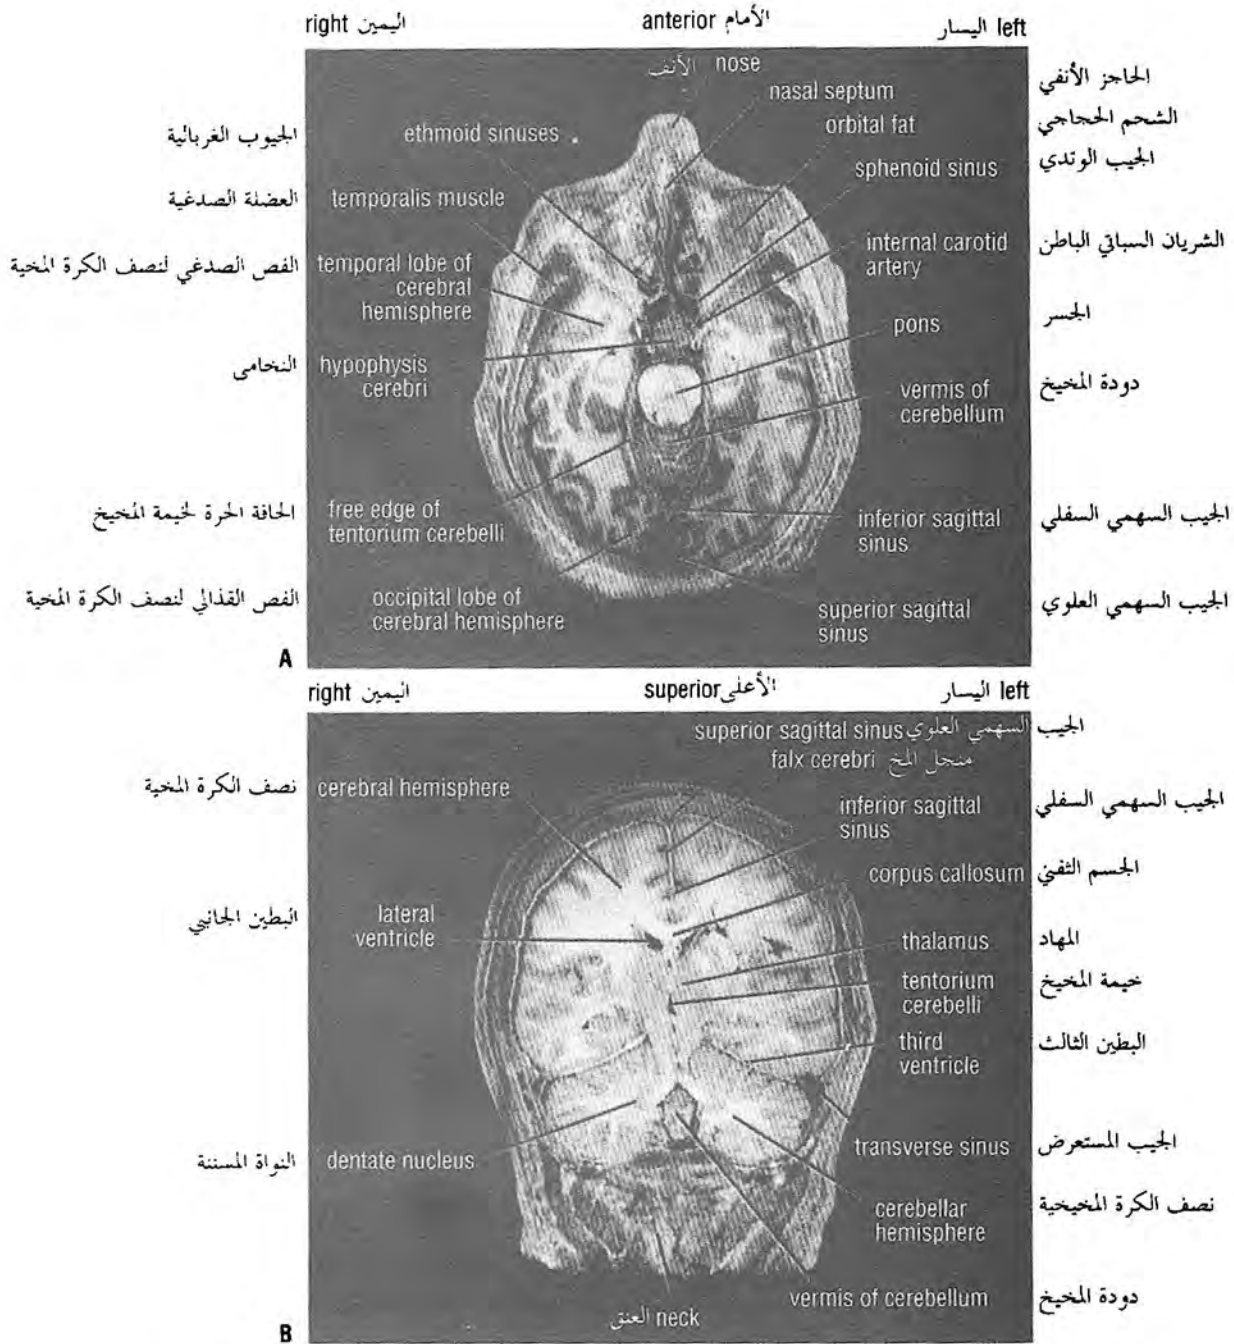 right اليمين
anterior الأمام
left اليسار
الأنف nose
nasal septum
الحاجز الأنفي
orbital fat
الشحم الحجاجي
ethmoid sinuses
الجيوب الغربالية
sphenoid sinus
الجيب الوتدي
temporalis muscle
العضلة الصدغية
internal carotid
artery
الشريان السباتي الباطن
temporal lobe of
cerebral
hemisphere
الفص الصدغي لنصف الكرة المخية
pons
الجسر
hypophysis
cerebri
النخامى
vermis of
cerebellum
دودة المخيخ
free edge of
tentorium cerebelli
الحافة الحرة لخيمة المخيخ
inferior sagittal
sinus
الجيب السهمي السفلي
occipital lobe of
cerebral hemisphere
الفص القذالي لنصف الكرة المخية
superior sagittal
sinus
الجيب السهمي العلوي
A
right اليمين
superior الأعلى
left اليسار
superior sagittal sinus الجيب السهمي العلوي
falx cerebri منجل المخ
cerebral hemisphere
نصف الكرة المخية
inferior sagittal
sinus
الجيب السهمي السفلي
corpus callosum
الجسم الثفني
lateral
ventricle
البطين الجانبي
thalamus
المهاد
tentorium
cerebelli
خيمة المخيخ
third
ventricle
البطين الثالث
transverse sinus
الجيب المستعرض
dentate nucleus
النواة المسننة
cerebellar
hemisphere
نصف الكرة المخيخية
vermis of cerebellum
دودة المخيخ
العنق neck
B